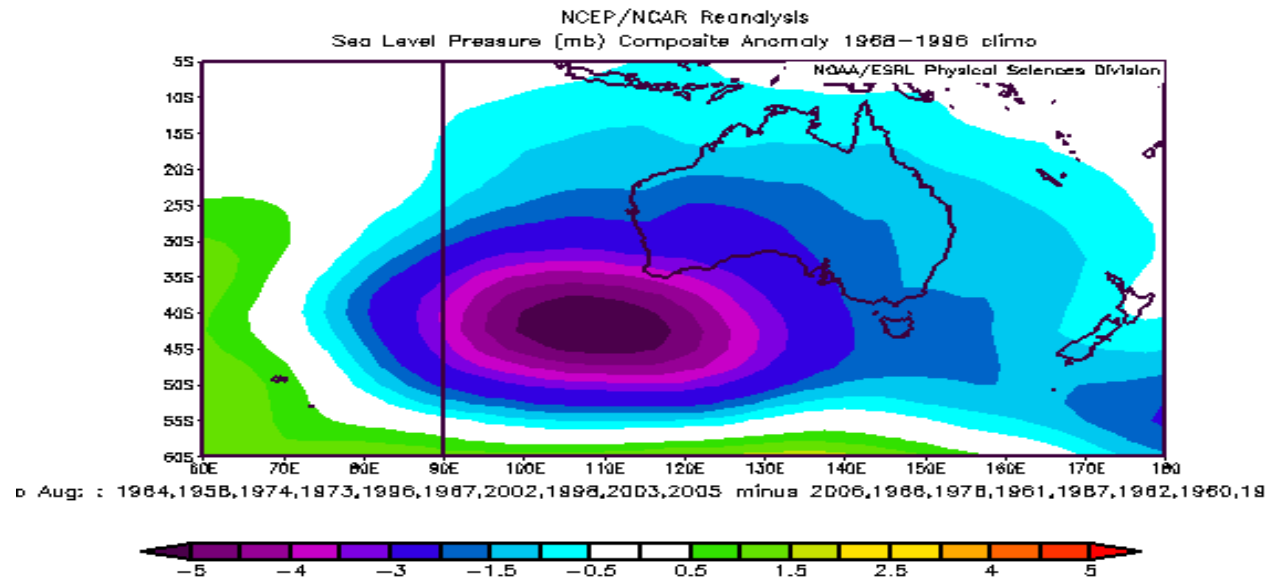 NCEP/NCAR Reanalysis
Sea Level Pressure (mb) Composite Anomaly 1968-1996 climo
NOAA/ESRL Physical Sciences Division
5S
10S
15S
20S
25S
30S
35S
40S
45S
50S
55S
60S
60E 70E 80E 90E 100E 110E 120E 130E 140E 150E 160E 170E 180
Aug: : 1964,1958,1974,1973,1996,1967,2002,1998,2003,2005 minus 2006,1966,1978,1961,1987,1962,1960,19
-5 -4 -3 -1.5 -0.5 0.5 1.5 2.5 4 5